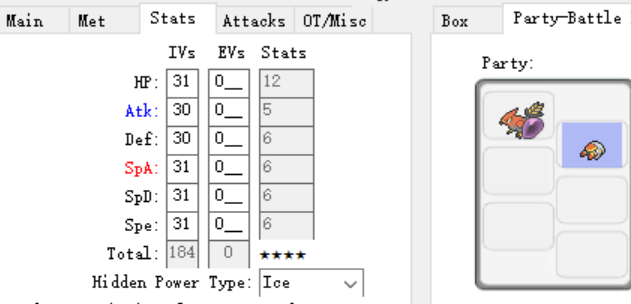 Main Met Stats Attacks OT/Misc
IVs EVs Stats
HP: 31 0__ 12
Atk: 30 0__ 5
Def: 30 0__ 6
SpA: 31 0__ 6
SpD: 31 0__ 6
Spe: 31 0__ 6
Total: 184 0 ★★★★
Hidden Power Type: Ice
Box Party-Battle
Party: